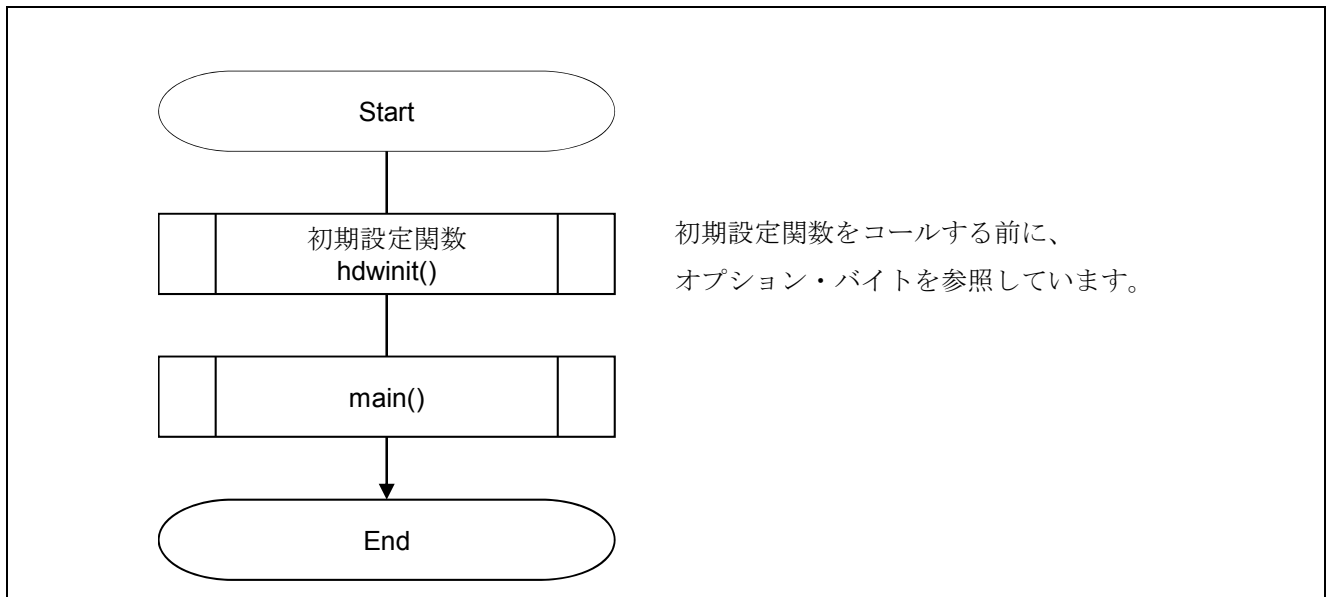 Start
初期設定関数
hdwinit()
初期設定関数をコールする前に、
オプション・バイトを参照しています。
main()
End